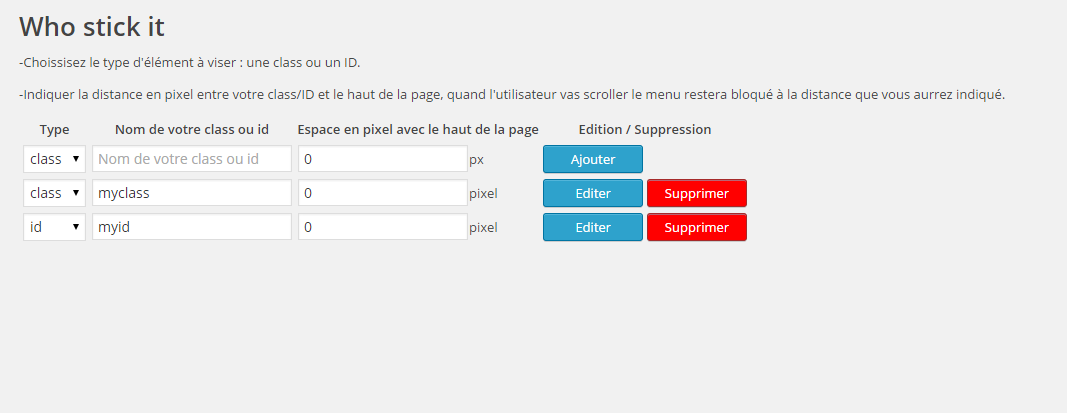 Who stick it
-Choissisez le type d'élément à viser : une class ou un ID.
-Indiquer la distance en pixel entre votre class/ID et le haut de la page, quand l'utilisateur vas scroller le menu restera bloqué à la distance que vous aurrez indiqué.
Type Nom de votre class ou id Espace en pixel avec le haut de la page Edition / Suppression
class Nom de votre class ou id 0 px Ajouter
class myclass 0 pixel Editer Supprimer
id myid 0 pixel Editer Supprimer